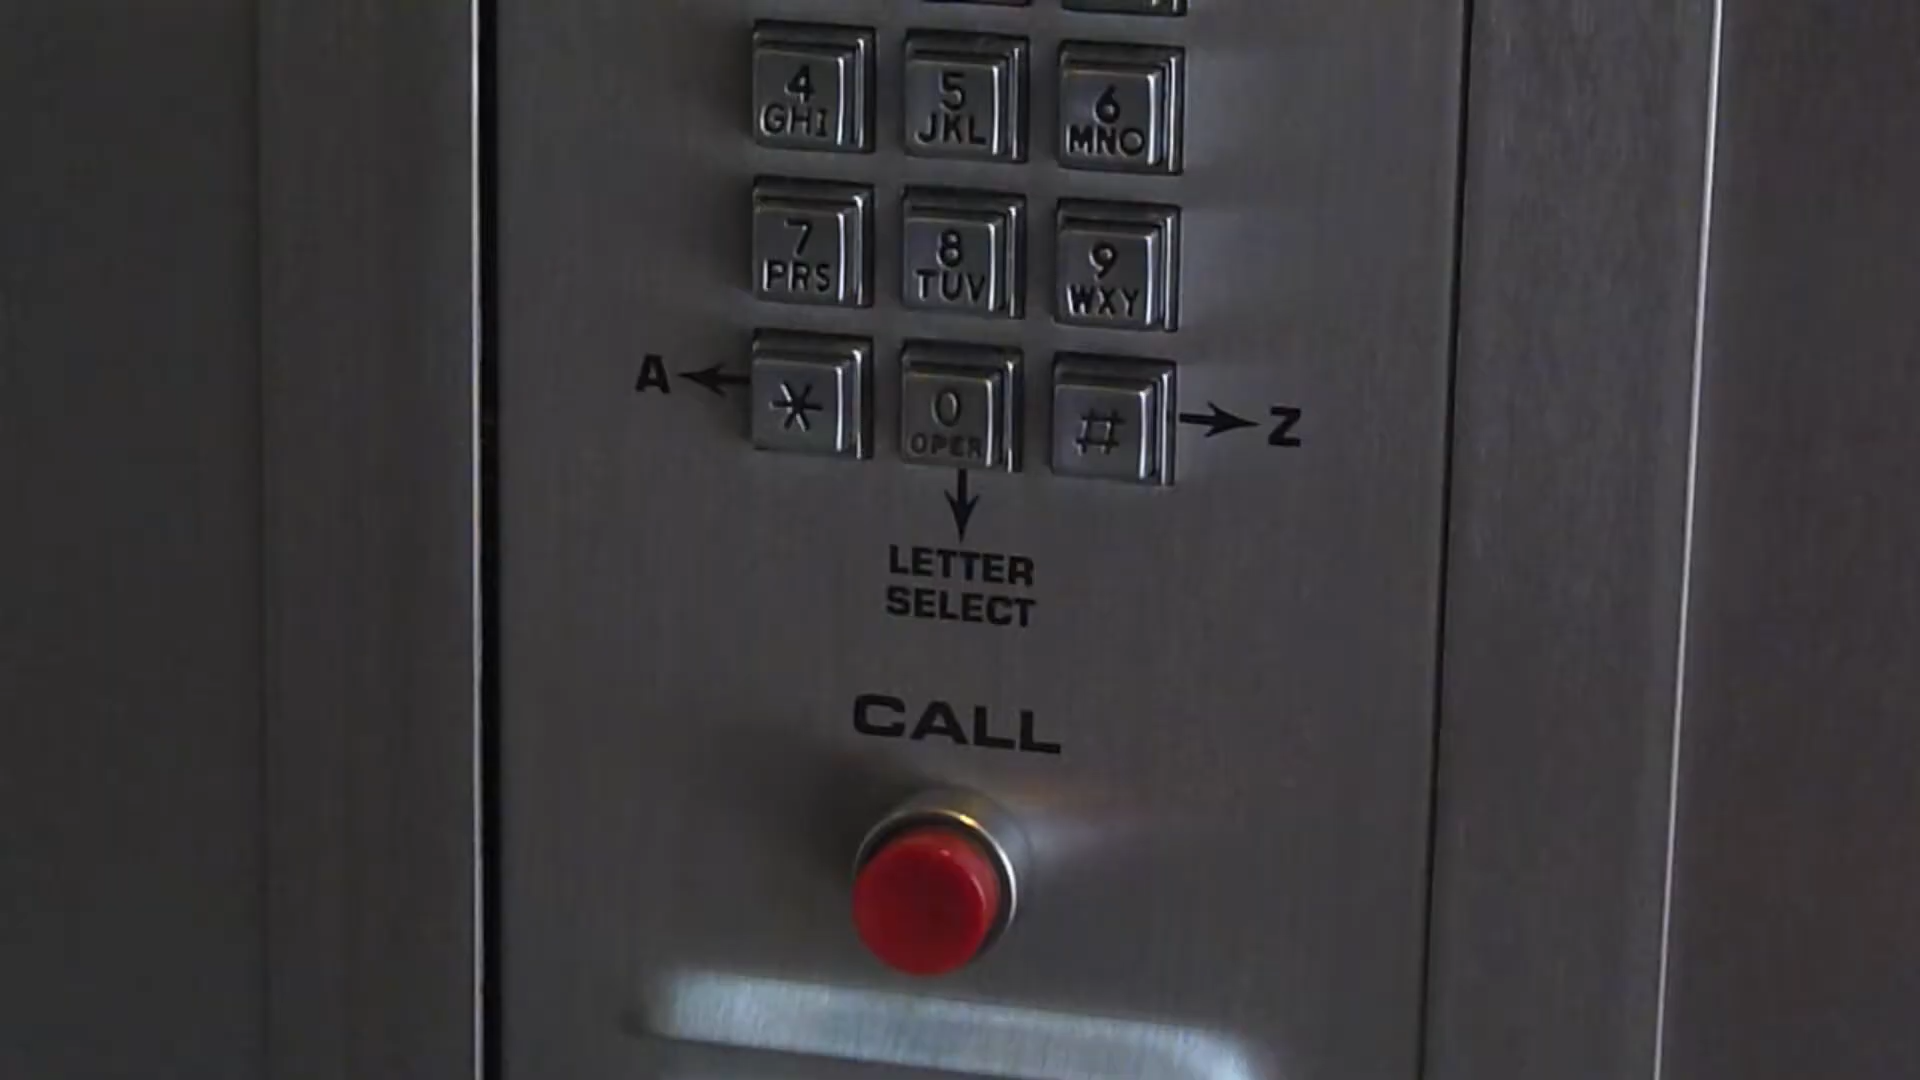 4 5 6
GHI JKL MNO
7 8 9
PRS TUV WXY
A * 0 # Z
OPER
LETTER
SELECT
CALL